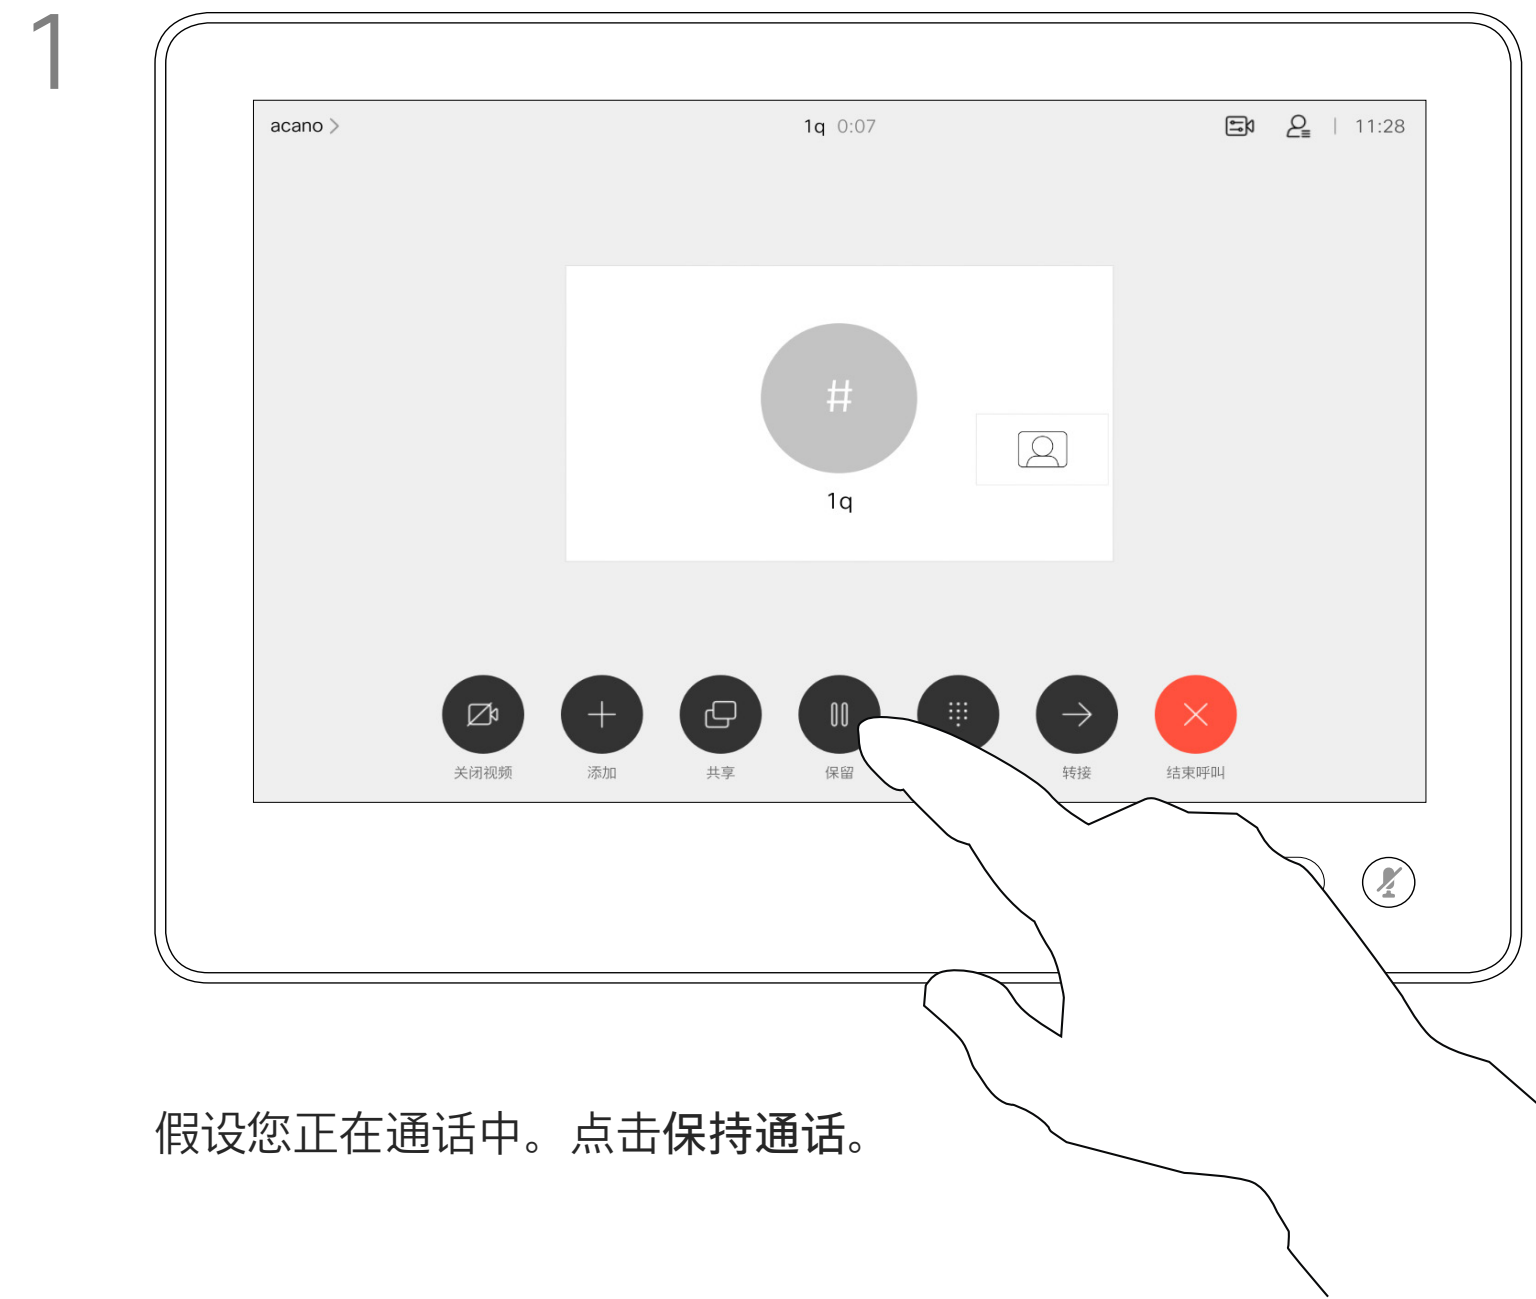 1
acano
1q 0:07
11:28
#
1q
关闭视频 添加 共享 保留 转接 结束呼叫
假设您正在通话中。点击保持通话。